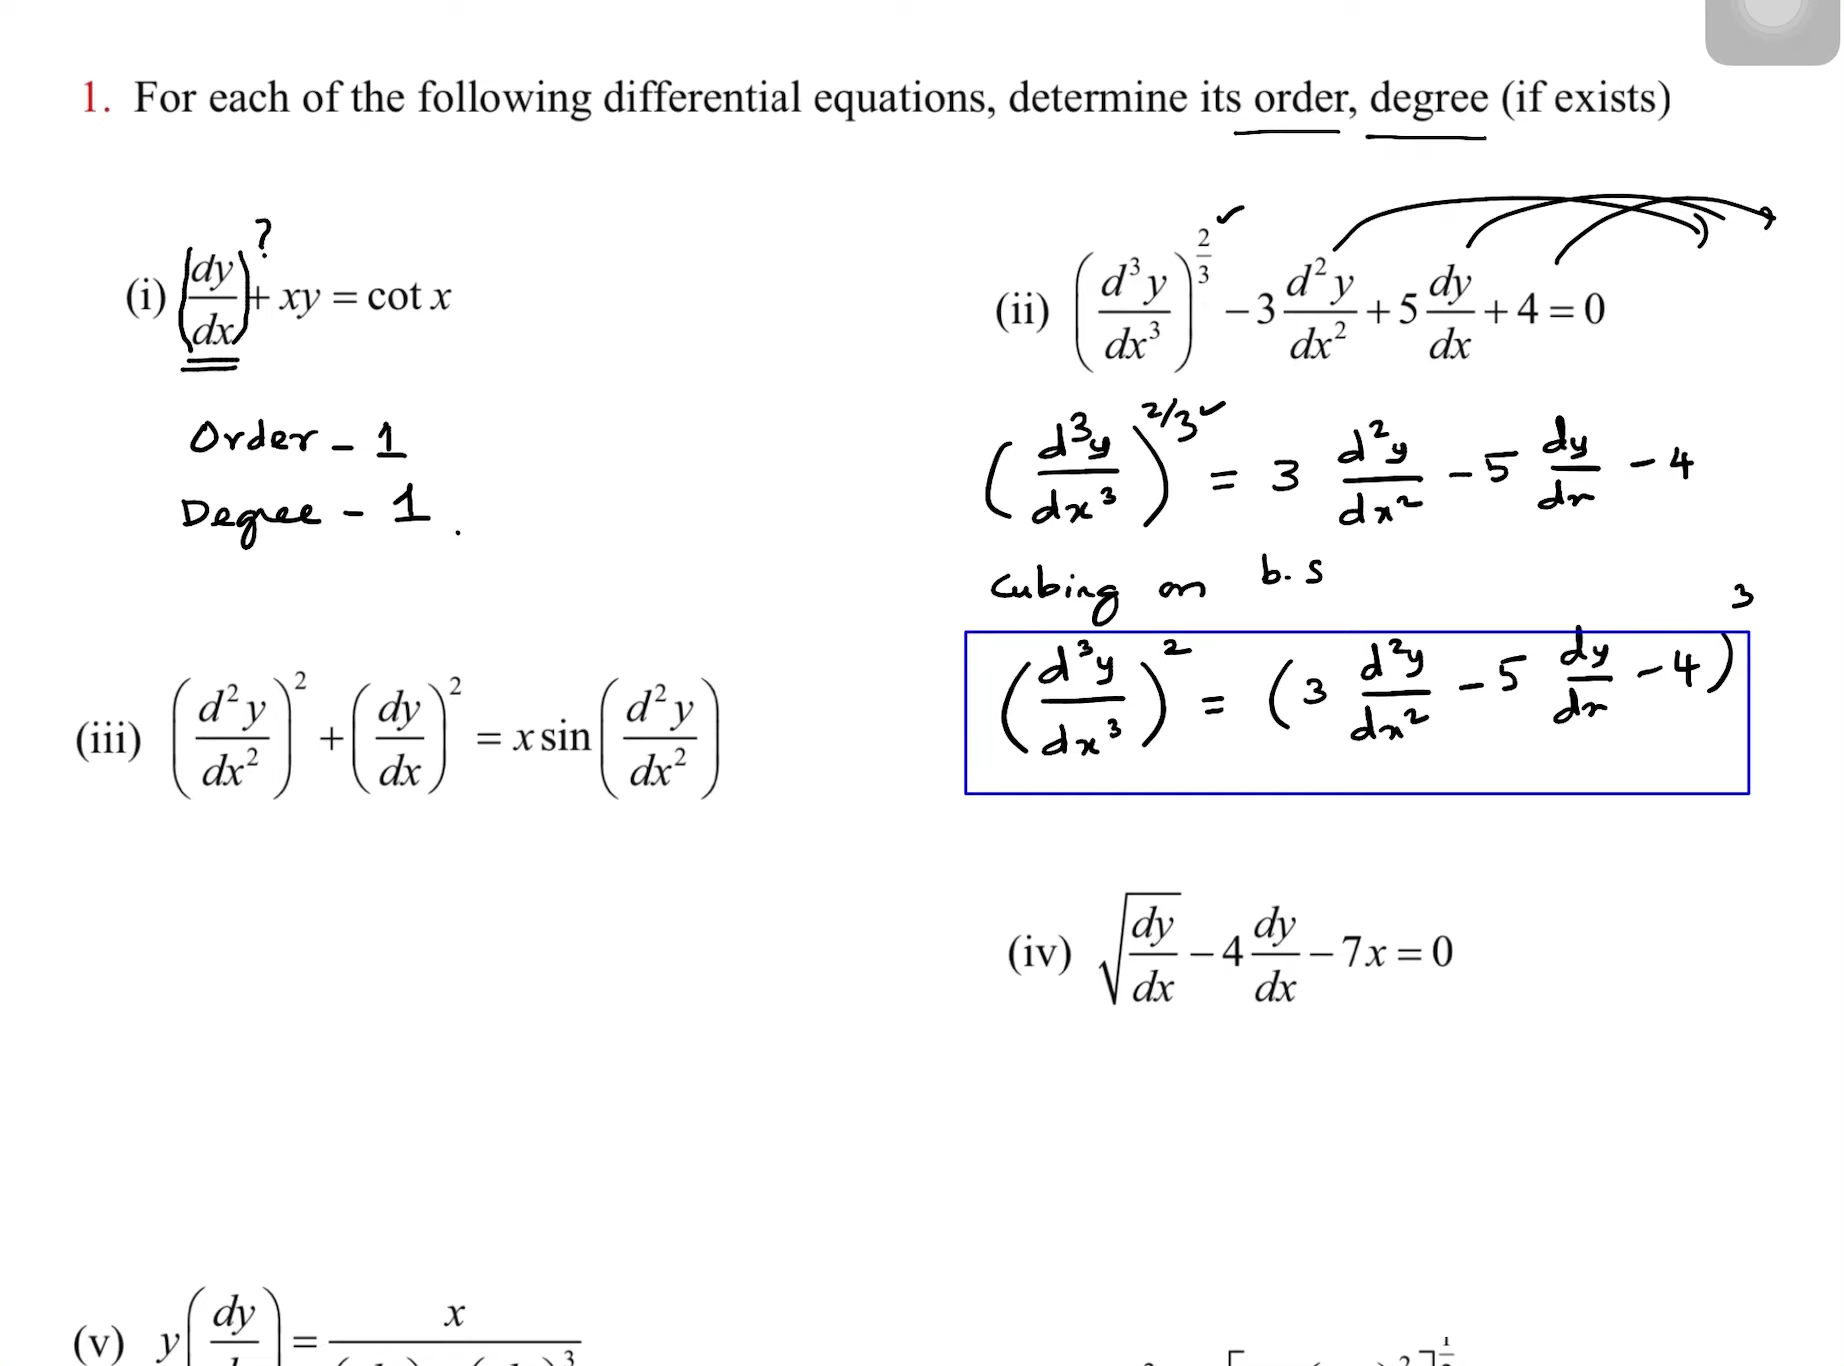 1. For each of the following differential equations, determine its order, degree (if exists)
(i) (dy/dx)^? + xy = cot x
Order - 1
Degree - 1.
(ii) (d³y/dx³)^(2/3) ✓ − 3 d²y/dx² + 5 dy/dx + 4 = 0
(d³y/dx³)^(2/3) ✓ = 3 d²y/dx² − 5 dy/dx − 4
Cubing on b.s
(d³y/dx³)² = (3 d²y/dx² − 5 dy/dx − 4)³
(iii) (d²y/dx²)² + (dy/dx)² = x sin(d²y/dx²)
(iv) √(dy/dx) − 4 dy/dx − 7x = 0
(v) y(dy
= x
3